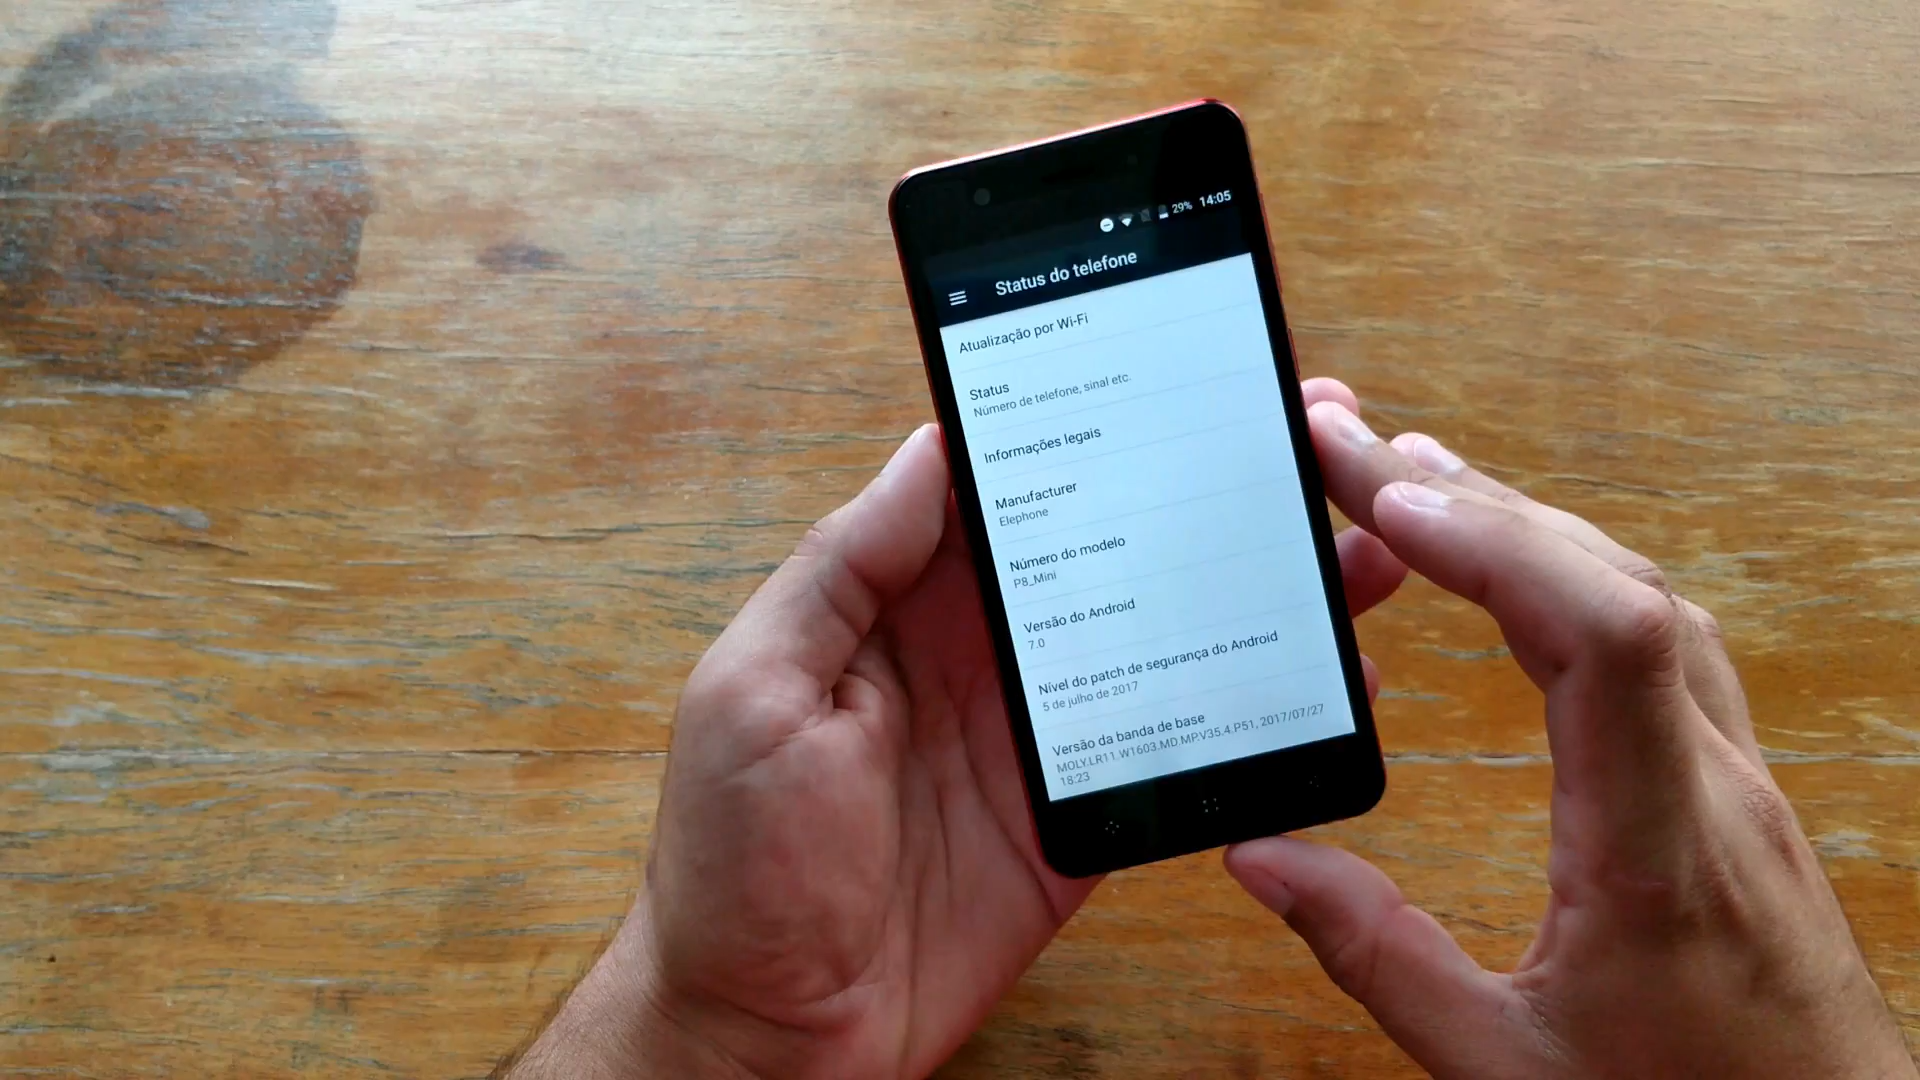 29% 14:05
Status do telefone
Atualização por Wi-Fi
Status
Número de telefone, sinal etc.
Informações legais
Manufacturer
Elephone
Número do modelo
P8_Mini
Versão do Android
7.0
Nível do patch de segurança do Android
5 de julho de 2017
Versão da banda de base
MOLY.LR11.W1603.MD.MP.V35.4.P51, 2017/07/27
18:23